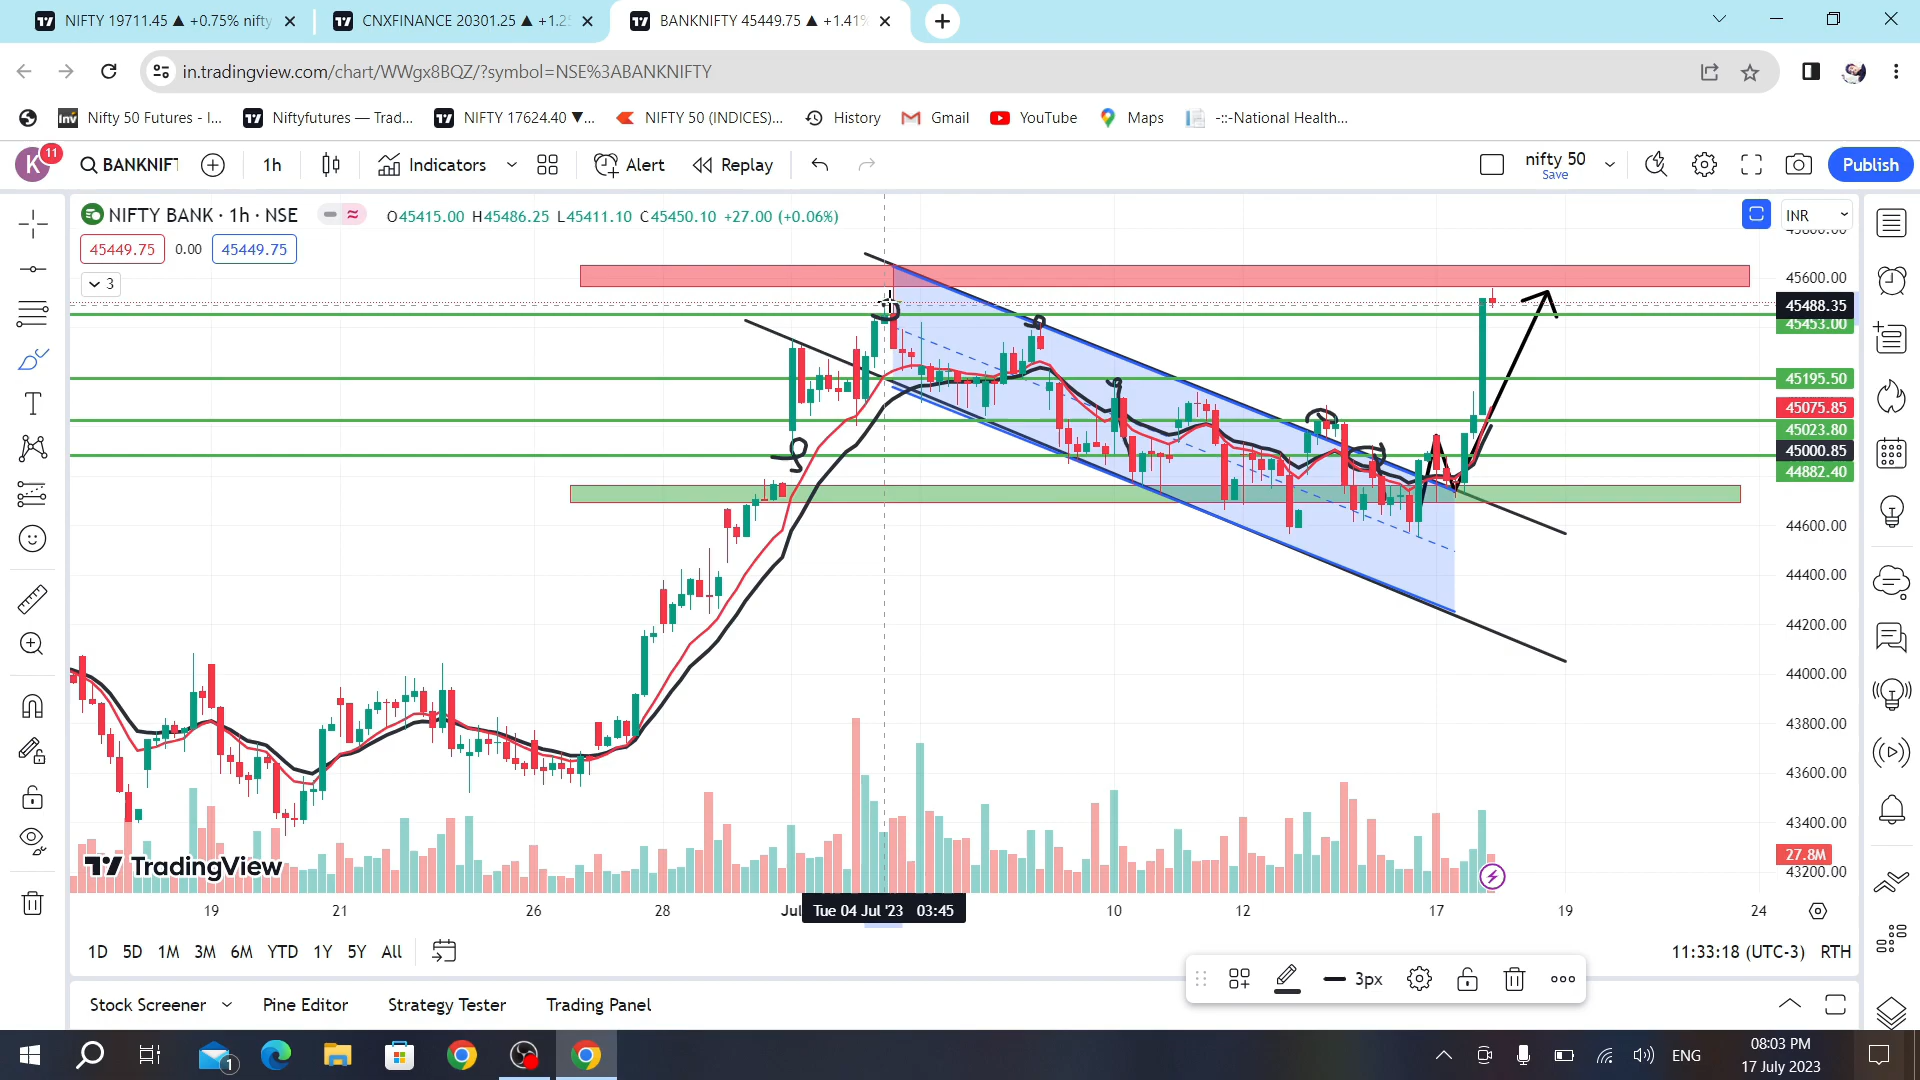 NIFTY 19711.45 ▲ +0.75% nifty
CNXFINANCE 20301.25 ▲ +1.2
BANKNIFTY 45449.75 ▲ +1.41%
in.tradingview.com/chart/WWgx8BQZ/?symbol=NSE%3ABANKNIFTY
Inv Nifty 50 Futures - I...
Niftyfutures — Trad...
NIFTY 17624.40 ▼...
NIFTY 50 (INDICES)...
History
Gmail
YouTube
Maps
-::-National Health...
K 11
BANKNIFT
1h
Indicators
Alert
Replay
nifty 50
Save
Publish
NIFTY BANK · 1h · NSE
O45415.00 H45486.25 L45411.10 C45450.10 +27.00 (+0.06%)
INR
45449.75 0.00 45449.75
3
45600.00
45488.35
45453.00
45195.50
45075.85
45023.80
45000.85
44882.40
44600.00
44400.00
44200.00
44000.00
43800.00
43600.00
43400.00
27.8M
43200.00
TradingView
19 21 26 28 Jul Tue 04 Jul '23 03:45 10 12 17 19 24
1D 5D 1M 3M 6M YTD 1Y 5Y All
11:33:18 (UTC-3) RTH
3px
Stock Screener Pine Editor Strategy Tester Trading Panel
1
ENG
08:03 PM
17 July 2023